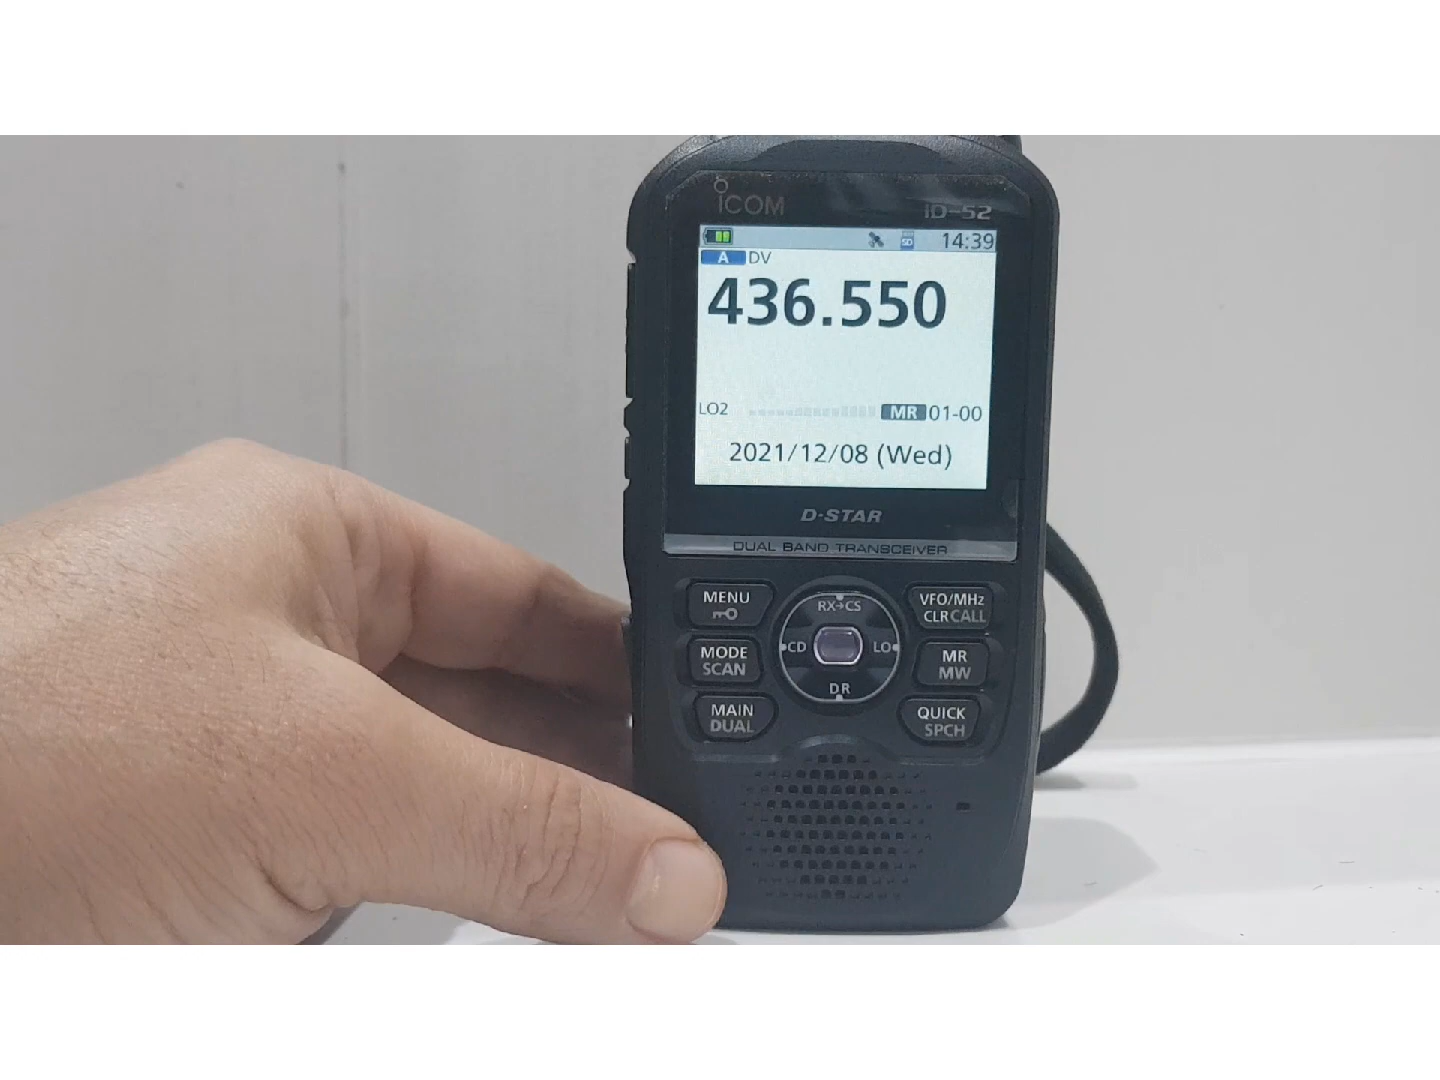 ICOM
ID-52
SD 14:39
A DV
436.550
LO2 MR 01-00
2021/12/08 (Wed)
D-STAR
DUAL BAND TRANSCEIVER
MENU
RX→CS
VFO/MHz
CLR CALL
MODE
SCAN
CD
LO
MR
MW
DR
MAIN
DUAL
QUICK
SPCH